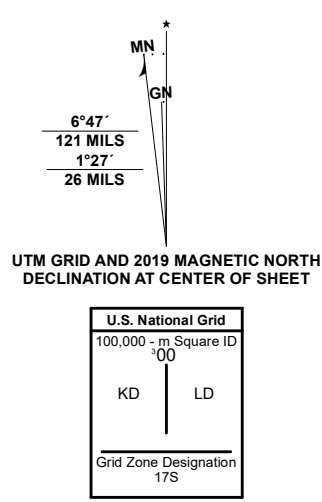 ★
MN
GN
6°47´
121 MILS
1°27´
26 MILS
UTM GRID AND 2019 MAGNETIC NORTH
DECLINATION AT CENTER OF SHEET
U.S. National Grid
100,000 - m Square ID
³00
KD LD
Grid Zone Designation
17S